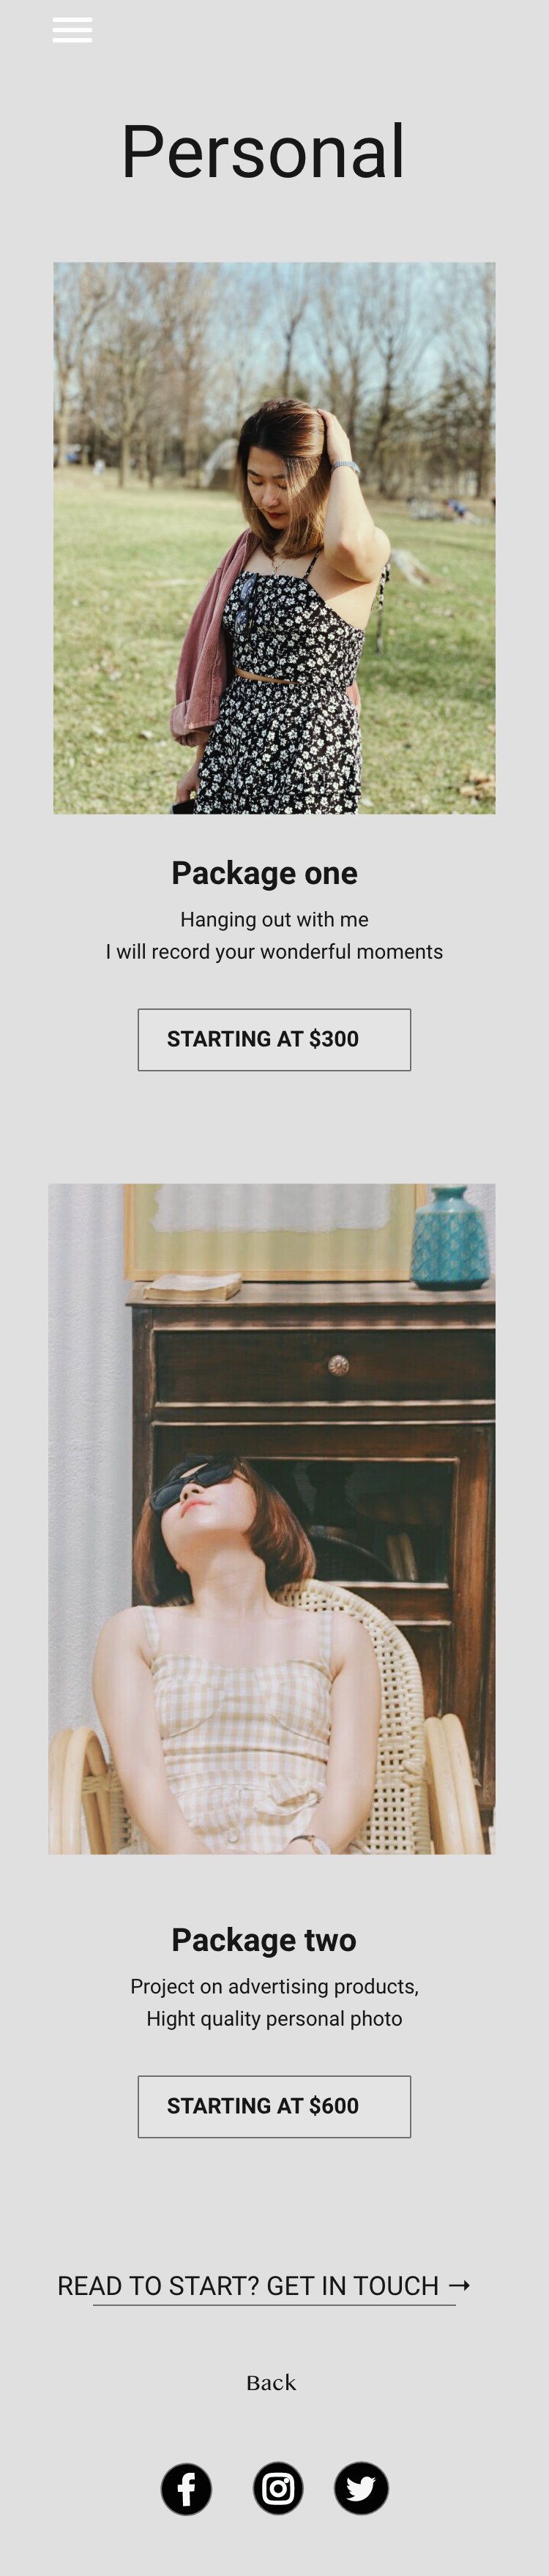 Personal
Package one
Hanging out with me
I will record your wonderful moments
STARTING AT $300
Package two
Project on advertising products,
Hight quality personal photo
STARTING AT $600
READ TO START? GET IN TOUCH →
Back